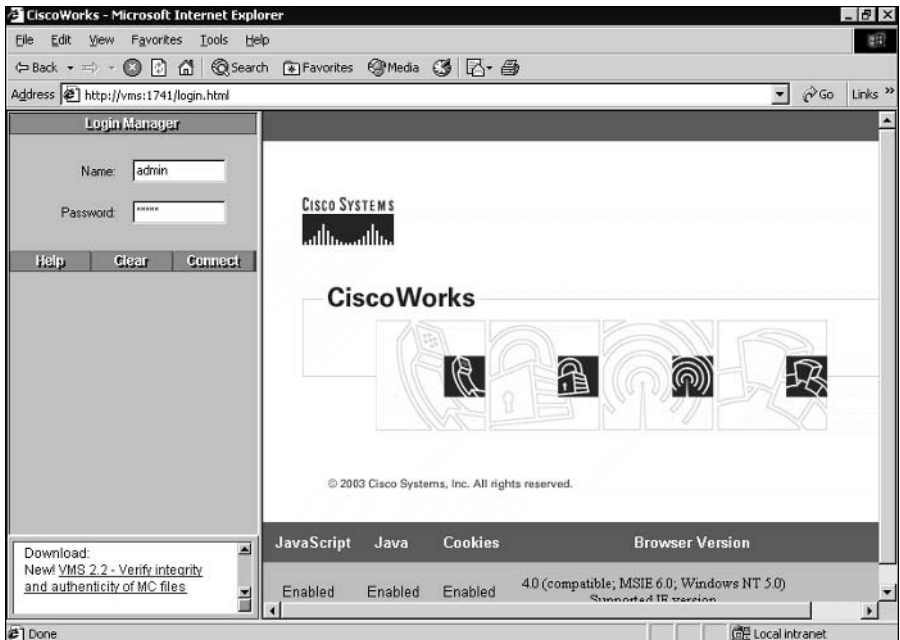 CiscoWorks - Microsoft Internet Explorer
File Edit View Favorites Tools Help
Back Search Favorites Media
Address http://vms:1741/login.html Go Links »
Login Manager
Name: admin
Password: *****
Help Clear Connect
CISCO SYSTEMS
CiscoWorks
© 2003 Cisco Systems, Inc. All rights reserved.
Download:
New! VMS 2.2 - Verify integrity
and authenticity of MC files
JavaScript Java Cookies Browser Version
Enabled Enabled Enabled 4.0 (compatible; MSIE 6.0; Windows NT 5.0)
Supported IE version
Done Local intranet